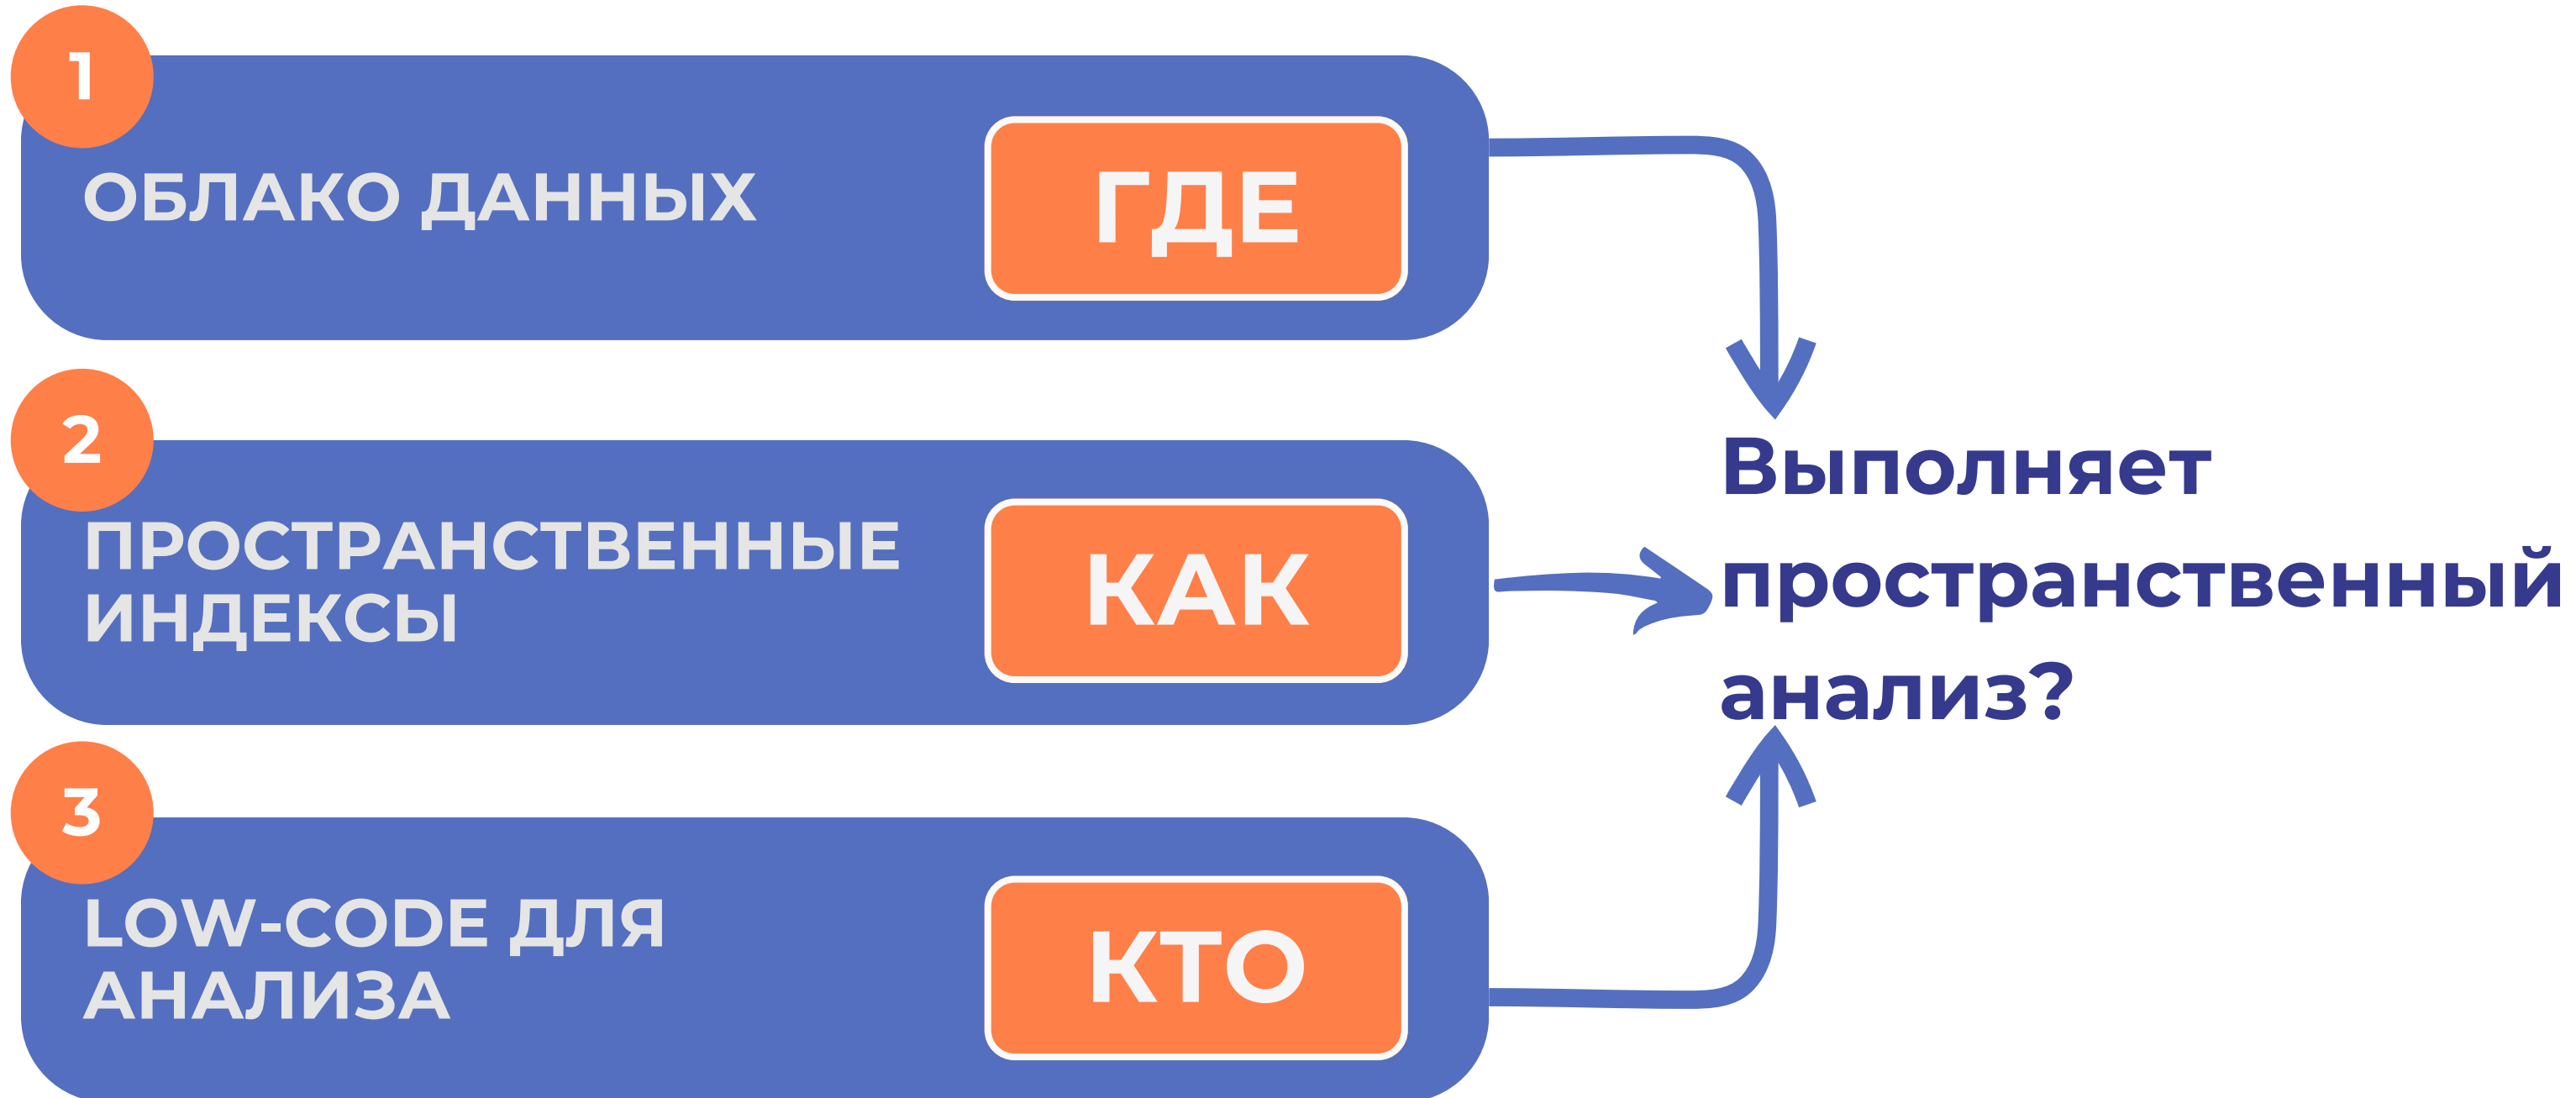 1
ОБЛАКО ДАННЫХ
ГДЕ
2
ПРОСТРАНСТВЕННЫЕ
ИНДЕКСЫ
КАК
3
LOW-CODE ДЛЯ
АНАЛИЗА
КТО
Выполняет
пространственный
анализ?